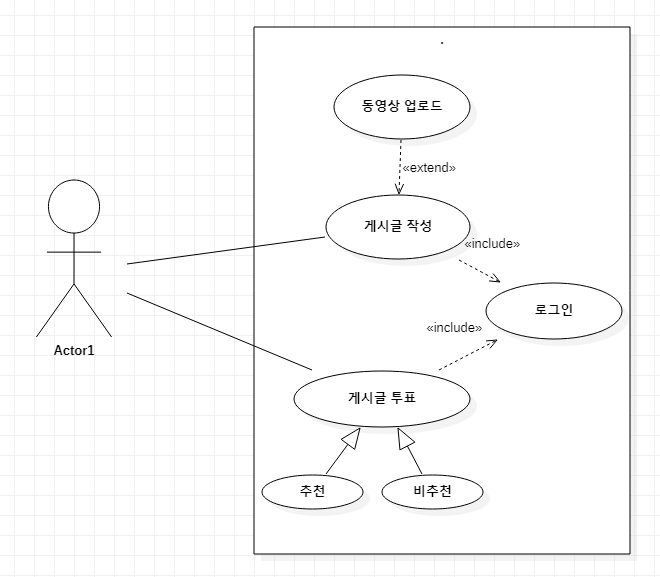 .
동영상 업로드
«extend»
게시글 작성
«include»
로그인
«include»
Actor1
게시글 투표
추천
비추천